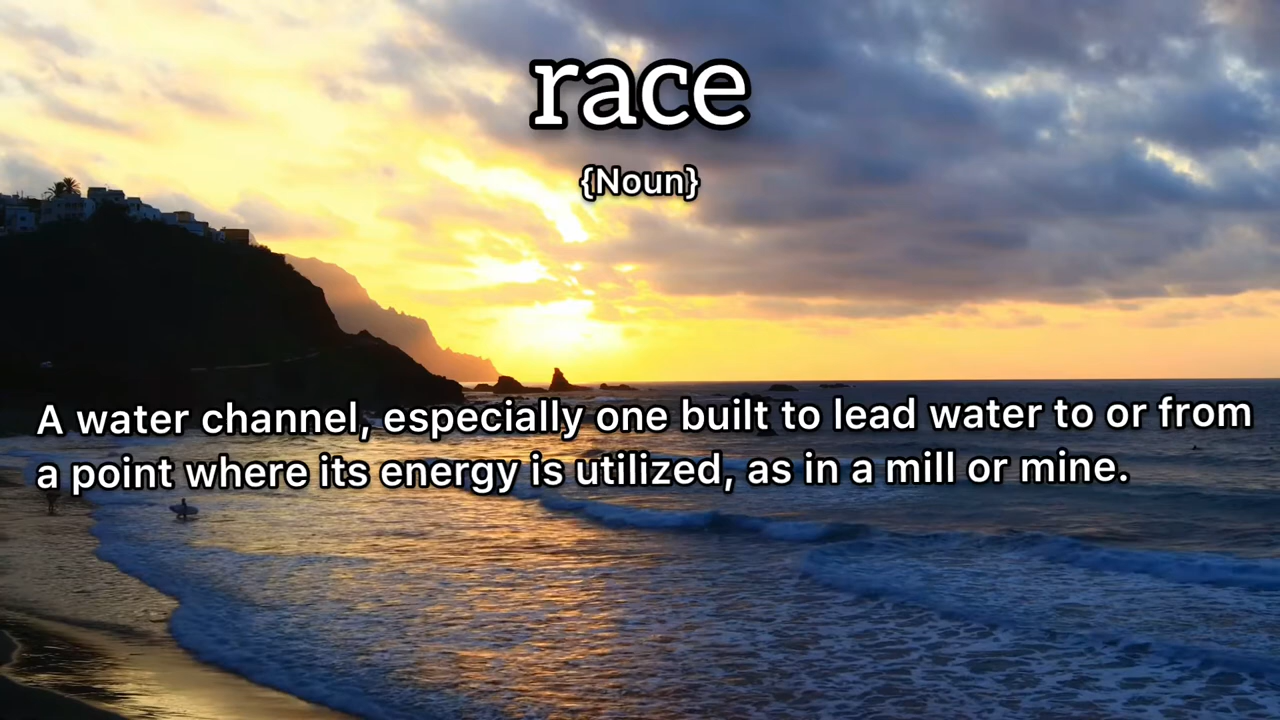 race
{Noun}
A water channel, especially one built to lead water to or from
a point where its energy is utilized, as in a mill or mine.